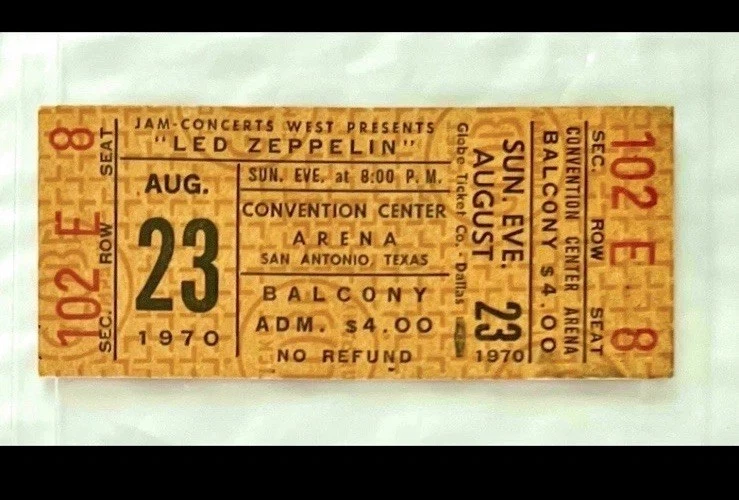 102 E 8
SEC. ROW SEAT
JAM-CONCERTS WEST PRESENTS
"LED ZEPPELIN"
AUG.
23
1970
SUN. EVE. at 8:00 P. M.
CONVENTION CENTER
ARENA
SAN ANTONIO, TEXAS
BALCONY
ADM. $4.00
NO REFUND
Globe Ticket Co. - Dallas
SUN. EVE.
AUGUST
23
1970
CONVENTION CENTER ARENA
BALCONY $4.00
SEC. ROW SEAT
102 E 8